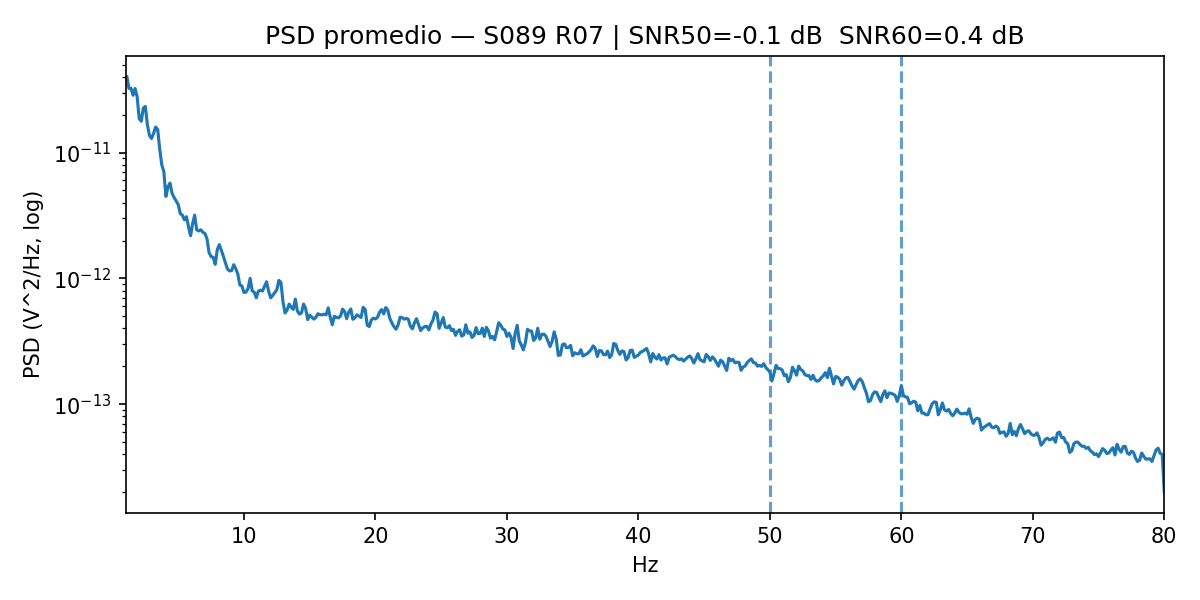 PSD promedio — S089 R07 | SNR50=-0.1 dB  SNR60=0.4 dB
PSD (V^2/Hz, log)
10⁻¹¹
10⁻¹²
10⁻¹³
10 20 30 40 50 60 70 80
Hz